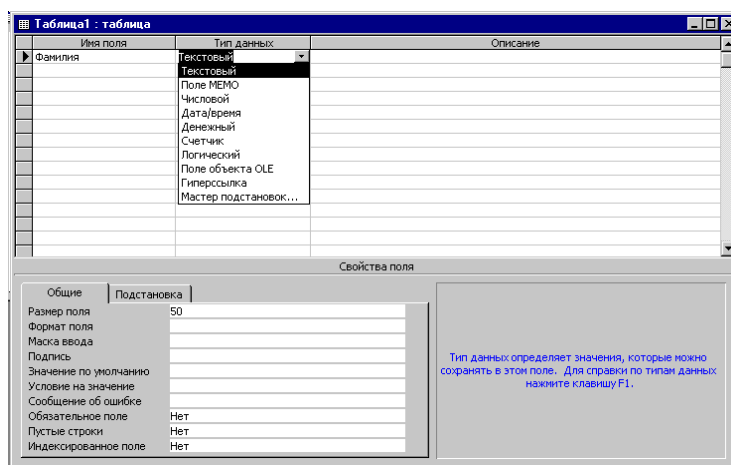 Таблица1 : таблица
Имя поля Тип данных Описание
Фамилия Текстовый
Текстовый
Поле МЕМО
Числовой
Дата/время
Денежный
Счетчик
Логический
Поле объекта OLE
Гиперссылка
Мастер подстановок...
Свойства поля
Общие Подстановка
Размер поля 50
Формат поля
Маска ввода
Подпись
Значение по умолчанию
Условие на значение
Сообщение об ошибке
Обязательное поле Нет
Пустые строки Нет
Индексированное поле Нет
Тип данных определяет значения, которые можно
сохранять в этом поле. Для справки по типам данных
нажмите клавишу F1.